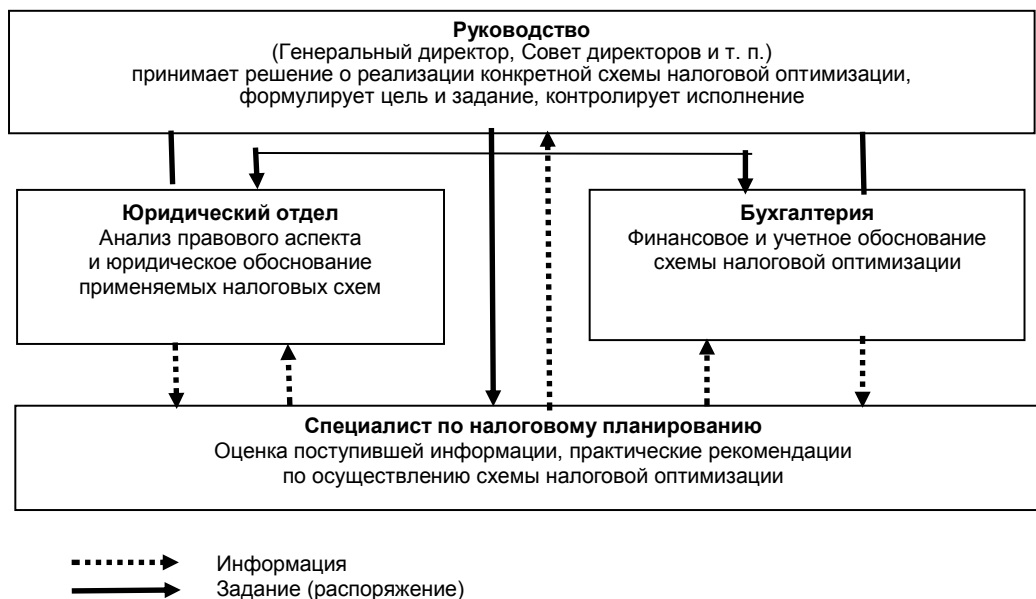 Руководство
(Генеральный директор, Совет директоров и т. п.)
принимает решение о реализации конкретной схемы налоговой оптимизации,
формулирует цель и задание, контролирует исполнение
Юридический отдел
Анализ правового аспекта
и юридическое обоснование
применяемых налоговых схем
Бухгалтерия
Финансовое и учетное обоснование
схемы налоговой оптимизации
Специалист по налоговому планированию
Оценка поступившей информации, практические рекомендации
по осуществлению схемы налоговой оптимизации
Информация
Задание (распоряжение)